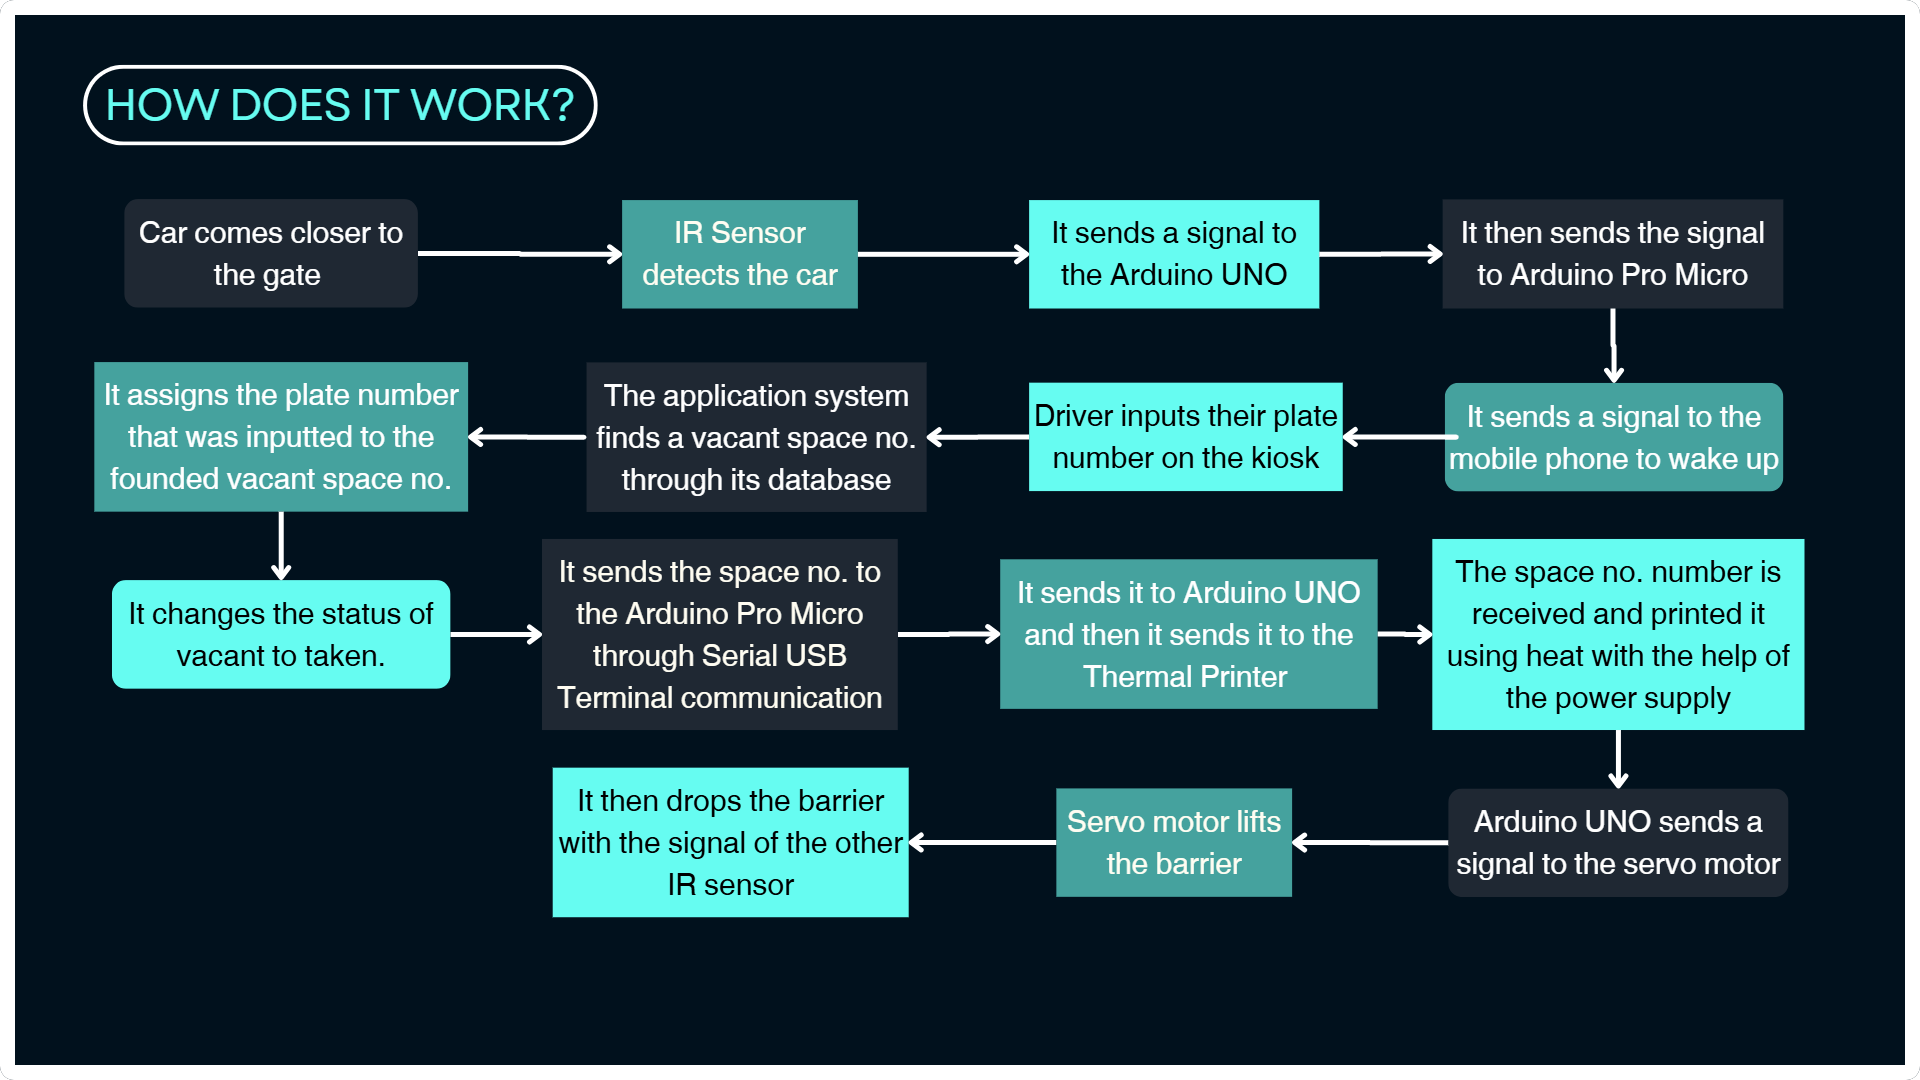 HOW DOES IT WORK?
Car comes closer to
the gate
IR Sensor
detects the car
It sends a signal to
the Arduino UNO
It then sends the signal
to Arduino Pro Micro
It sends a signal to the
mobile phone to wake up
Driver inputs their plate
number on the kiosk
The application system
finds a vacant space no.
through its database
It assigns the plate number
that was inputted to the
founded vacant space no.
It changes the status of
vacant to taken.
It sends the space no. to
the Arduino Pro Micro
through Serial USB
Terminal communication
It sends it to Arduino UNO
and then it sends it to the
Thermal Printer
The space no. number is
received and printed it
using heat with the help of
the power supply
Arduino UNO sends a
signal to the servo motor
Servo motor lifts
the barrier
It then drops the barrier
with the signal of the other
IR sensor